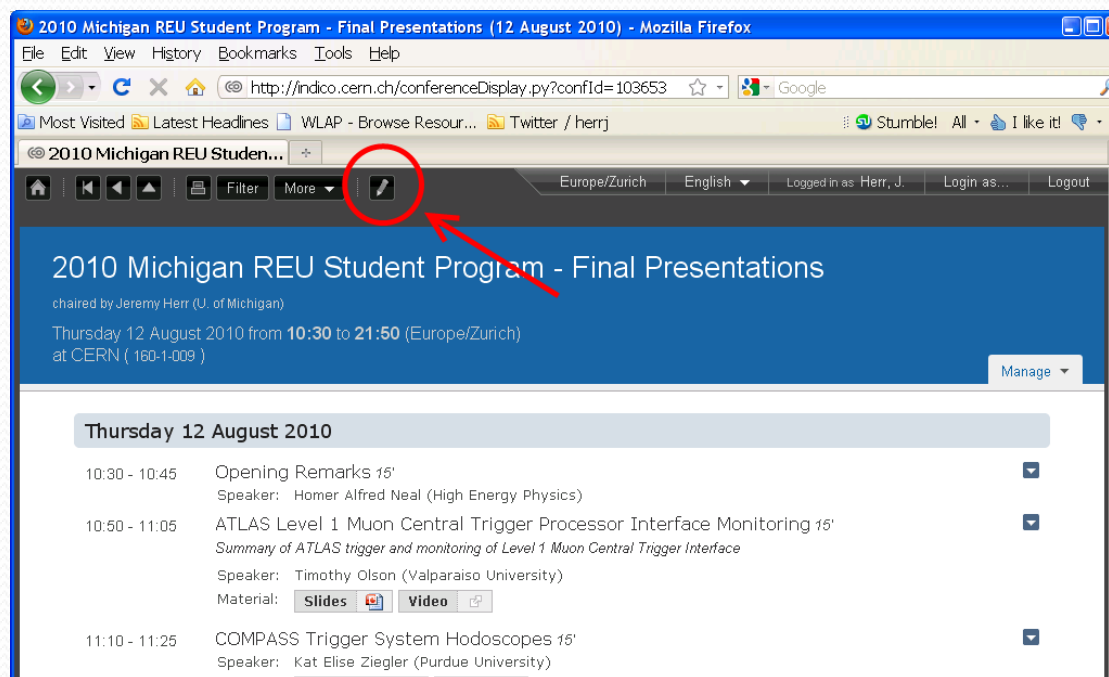 2010 Michigan REU Student Program - Final Presentations (12 August 2010) - Mozilla Firefox
File Edit View History Bookmarks Tools Help
http://indico.cern.ch/conferenceDisplay.py?confId=103653 Google
Most Visited Latest Headlines WLAP - Browse Resour... Twitter / herrj Stumble! All I like it!
2010 Michigan REU Studen...
Filter More Europe/Zurich English Logged in as Herr, J. Login as... Logout
2010 Michigan REU Student Program - Final Presentations
chaired by Jeremy Herr (U. of Michigan)
Thursday 12 August 2010 from 10:30 to 21:50 (Europe/Zurich)
at CERN ( 160-1-009 )
Manage
Thursday 12 August 2010
10:30 - 10:45 Opening Remarks 15'
Speaker: Homer Alfred Neal (High Energy Physics)
10:50 - 11:05 ATLAS Level 1 Muon Central Trigger Processor Interface Monitoring 15'
Summary of ATLAS trigger and monitoring of Level 1 Muon Central Trigger Interface
Speaker: Timothy Olson (Valparaiso University)
Material: Slides Video
11:10 - 11:25 COMPASS Trigger System Hodoscopes 15'
Speaker: Kat Elise Ziegler (Purdue University)